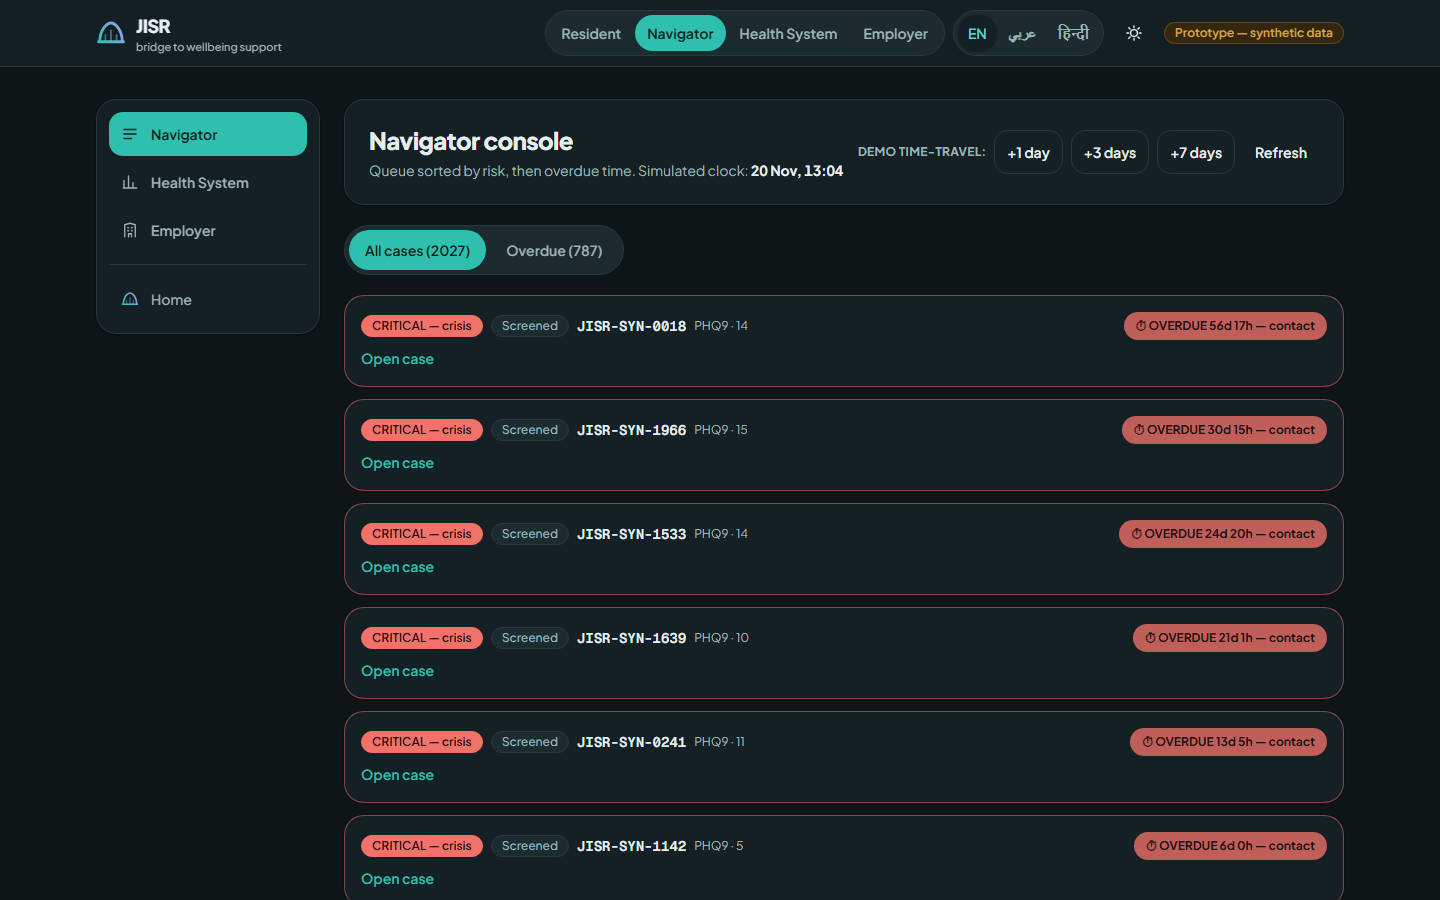 JISR
bridge to wellbeing support
Resident Navigator Health System Employer
EN عربي हिन्दी
Prototype — synthetic data
Navigator
Health System
Employer
Home
Navigator console
Queue sorted by risk, then overdue time. Simulated clock: 20 Nov, 13:04
DEMO TIME-TRAVEL: +1 day +3 days +7 days Refresh
All cases (2027) Overdue (787)
CRITICAL — crisis Screened JISR-SYN-0018 PHQ9 · 14 ⏱ OVERDUE 56d 17h — contact
Open case
CRITICAL — crisis Screened JISR-SYN-1966 PHQ9 · 15 ⏱ OVERDUE 30d 15h — contact
Open case
CRITICAL — crisis Screened JISR-SYN-1533 PHQ9 · 14 ⏱ OVERDUE 24d 20h — contact
Open case
CRITICAL — crisis Screened JISR-SYN-1639 PHQ9 · 10 ⏱ OVERDUE 21d 1h — contact
Open case
CRITICAL — crisis Screened JISR-SYN-0241 PHQ9 · 11 ⏱ OVERDUE 13d 5h — contact
Open case
CRITICAL — crisis Screened JISR-SYN-1142 PHQ9 · 5 ⏱ OVERDUE 6d 0h — contact
Open case